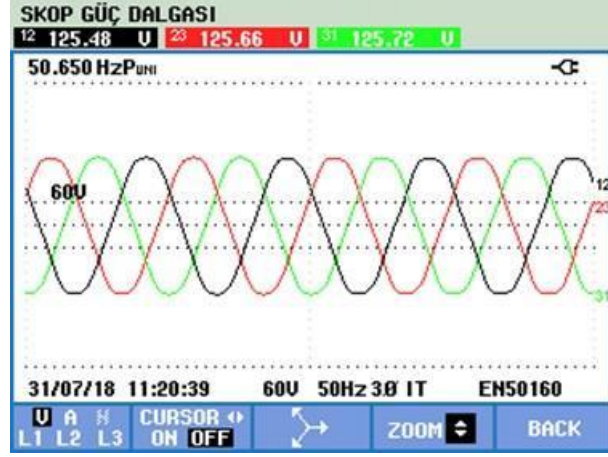 SKOP GÜÇ DALGASI
12 125.48 V 23 125.66 V 31 125.72 V
50.650 HzPUNI
60V
12
23
31
31/07/18 11:20:39 60V 50Hz 3.Ø IT EN50160
V A N CURSOR ZOOM BACK
L1 L2 L3 ON OFF